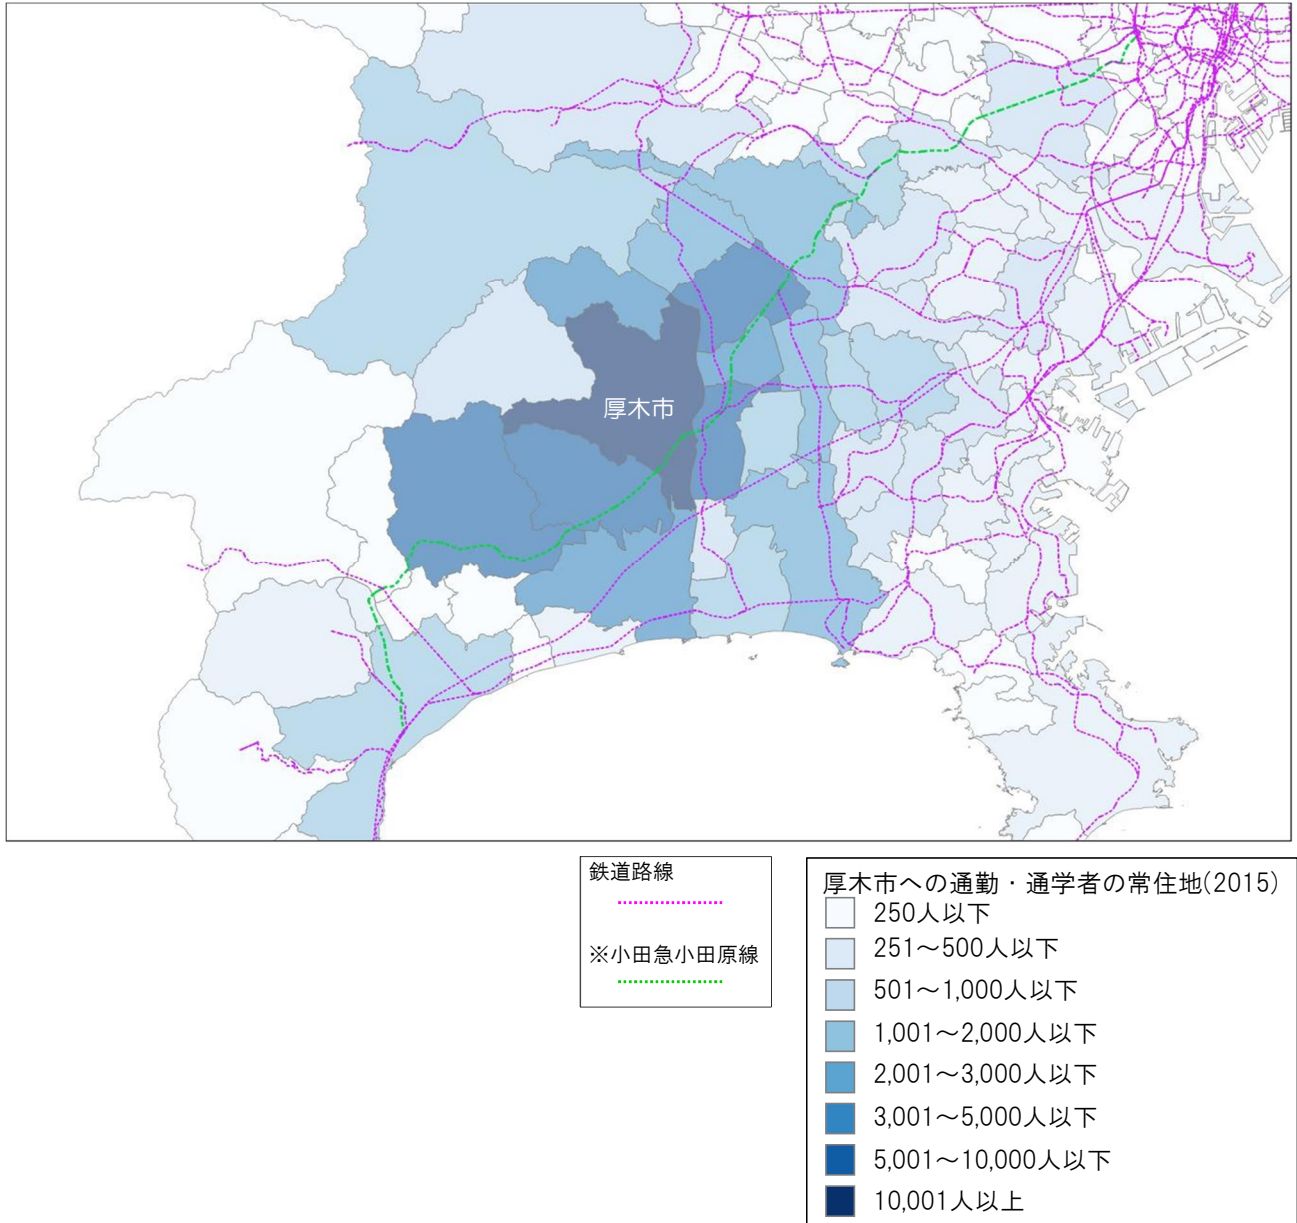 厚木市
鉄道路線
※小田急小田原線
厚木市への通勤・通学者の常住地(2015)
250人以下
251～500人以下
501～1,000人以下
1,001～2,000人以下
2,001～3,000人以下
3,001～5,000人以下
5,001～10,000人以下
10,001人以上